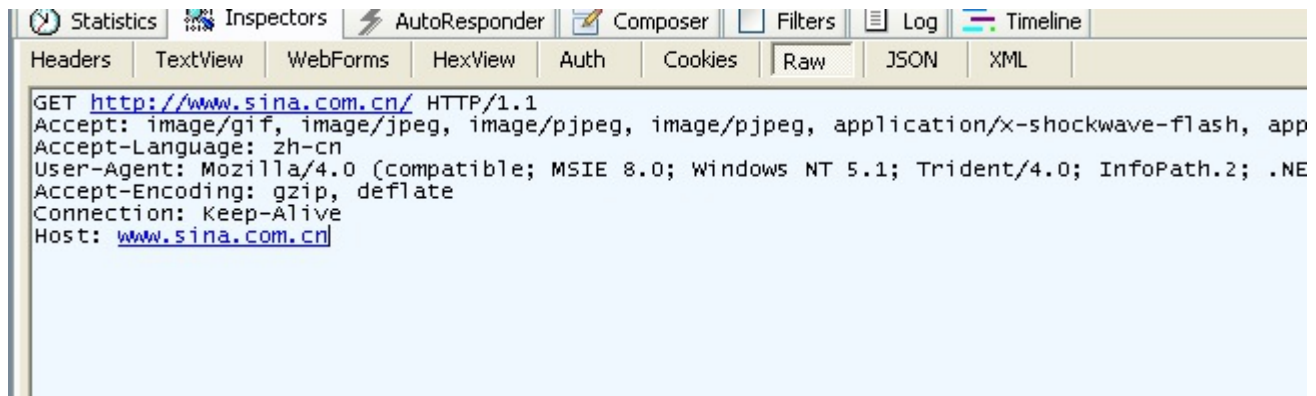 Statistics Inspectors AutoResponder Composer Filters Log Timeline
Headers TextView WebForms HexView Auth Cookies Raw JSON XML
GET http://www.sina.com.cn/ HTTP/1.1
Accept: image/gif, image/jpeg, image/pjpeg, image/pjpeg, application/x-shockwave-flash, app
Accept-Language: zh-cn
User-Agent: Mozilla/4.0 (compatible; MSIE 8.0; Windows NT 5.1; Trident/4.0; InfoPath.2; .NE
Accept-Encoding: gzip, deflate
Connection: Keep-Alive
Host: www.sina.com.cn